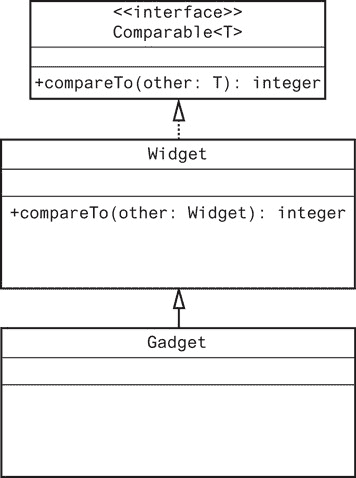 <<interface>>
Comparable<T>
+compareTo(other: T): integer
Widget
+compareTo(other: Widget): integer
Gadget